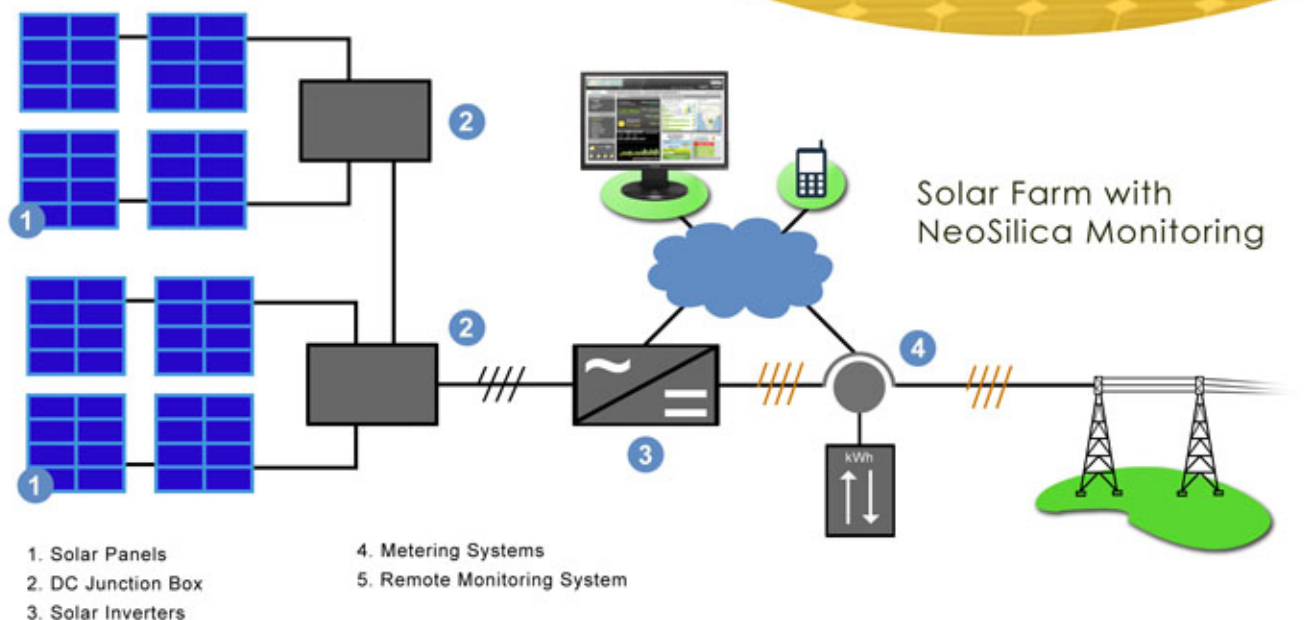 2
Solar Farm with
NeoSilica Monitoring
1
2
4
3
kWh
1
1. Solar Panels
2. DC Junction Box
3. Solar Inverters
4. Metering Systems
5. Remote Monitoring System